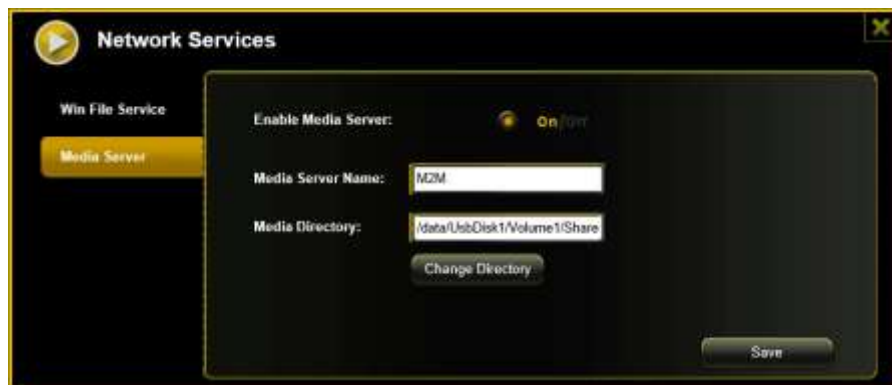 Network Services
Win File Service
Media Server
Enable Media Server: On/Off
Media Server Name: M2M
Media Directory: /data/UsbDisk1/Volume1/Share
Change Directory
Save